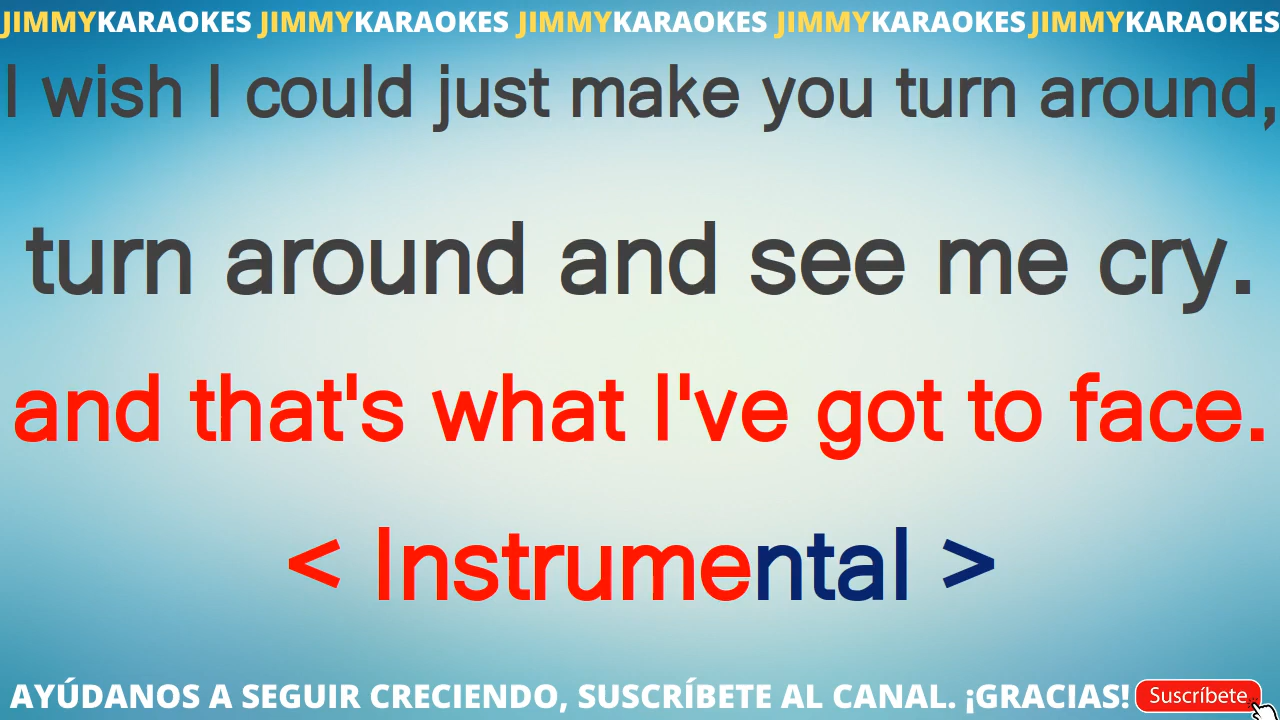 JIMMYKARAOKES JIMMYKARAOKES JIMMYKARAOKES JIMMYKARAOKES JIMMYKARAOKES
I wish I could just make you turn around,
turn around and see me cry.
and that's what I've got to face.
< Instrumental >
AYÚDANOS A SEGUIR CRECIENDO, SUSCRÍBETE AL CANAL. ¡GRACIAS! Suscríbete